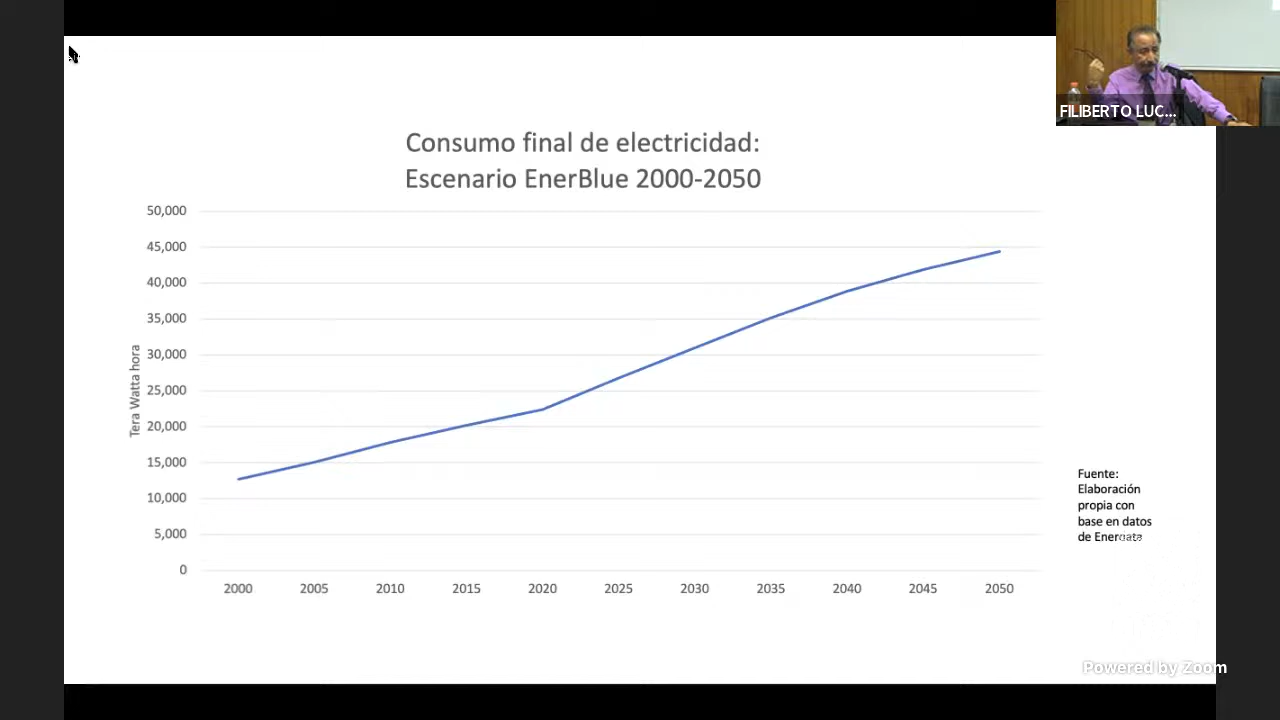 FILIBERTO LUC...
Consumo final de electricidad:
Escenario EnerBlue 2000-2050
50,000
45,000
40,000
35,000
30,000
25,000
20,000
15,000
10,000
5,000
0
Tera Watta hora
2000 2005 2010 2015 2020 2025 2030 2035 2040 2045 2050
Fuente:
Elaboración
propia con
base en datos
de Enerdata
Powered by Zoom